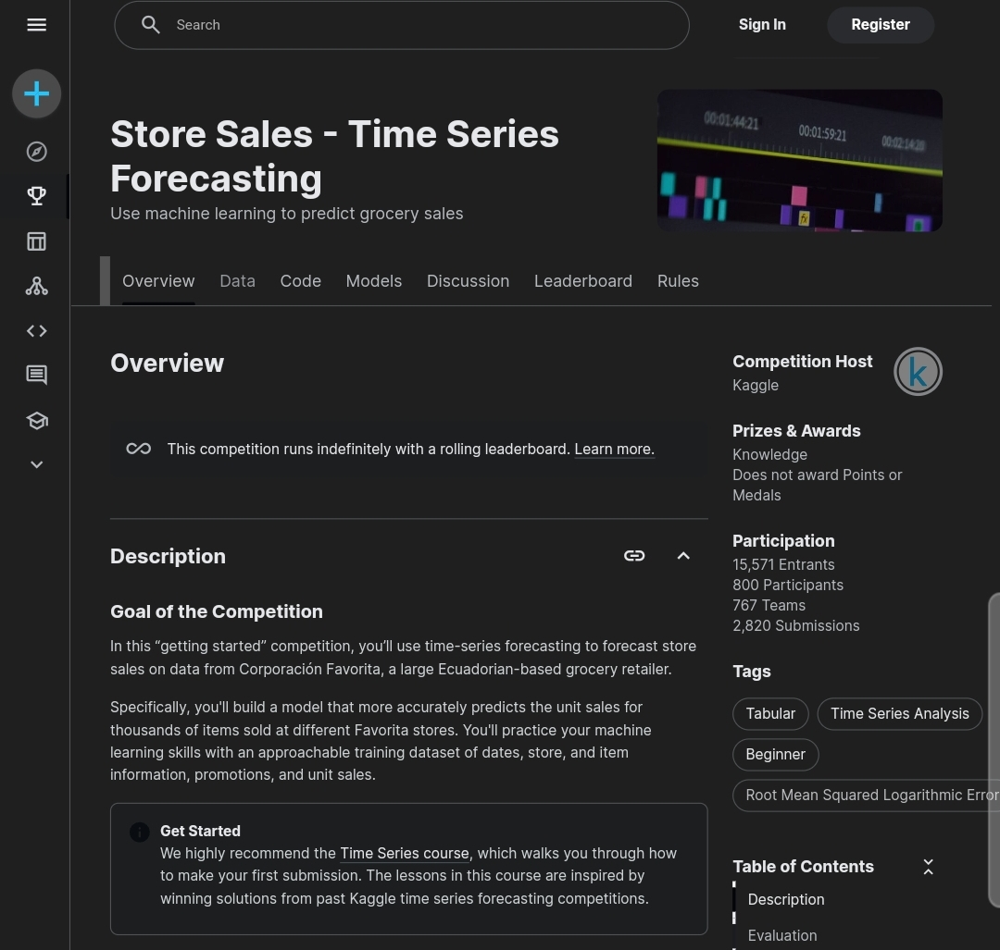 Search
Sign In
Register
Store Sales - Time Series
Forecasting
Use machine learning to predict grocery sales
00:01:44:21
00:01:59:21
00:02:14:20
fx
Overview
Data
Code
Models
Discussion
Leaderboard
Rules
Overview
This competition runs indefinitely with a rolling leaderboard. Learn more.
Description
Goal of the Competition
In this “getting started” competition, you’ll use time-series forecasting to forecast store
sales on data from Corporación Favorita, a large Ecuadorian-based grocery retailer.
Specifically, you'll build a model that more accurately predicts the unit sales for
thousands of items sold at different Favorita stores. You'll practice your machine
learning skills with an approachable training dataset of dates, store, and item
information, promotions, and unit sales.
Get Started
We highly recommend the Time Series course, which walks you through how
to make your first submission. The lessons in this course are inspired by
winning solutions from past Kaggle time series forecasting competitions.
Competition Host
Kaggle
k
Prizes & Awards
Knowledge
Does not award Points or
Medals
Participation
15,571 Entrants
800 Participants
767 Teams
2,820 Submissions
Tags
Tabular
Time Series Analysis
Beginner
Root Mean Squared Logarithmic Error
Table of Contents
Description
Evaluation